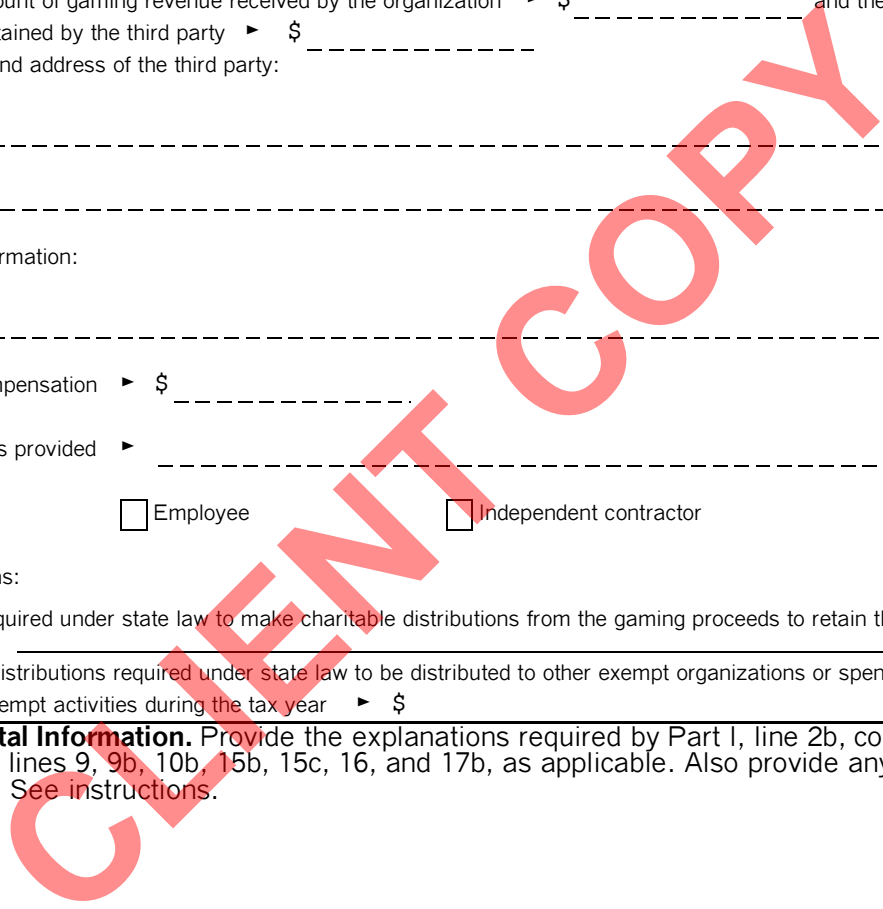 ount of gaming revenue received by the organization ► $ and the
tained by the third party ► $
nd address of the third party:
rmation:
mpensation ► $
s provided ►
Employee Independent contractor
ns:
quired under state law to make charitable distributions from the gaming proceeds to retain th
istributions required under state law to be distributed to other exempt organizations or spen
empt activities during the tax year ► $
tal Information. Provide the explanations required by Part I, line 2b, co
lines 9, 9b, 10b, 15b, 15c, 16, and 17b, as applicable. Also provide any
See instructions.
CLIENT COPY